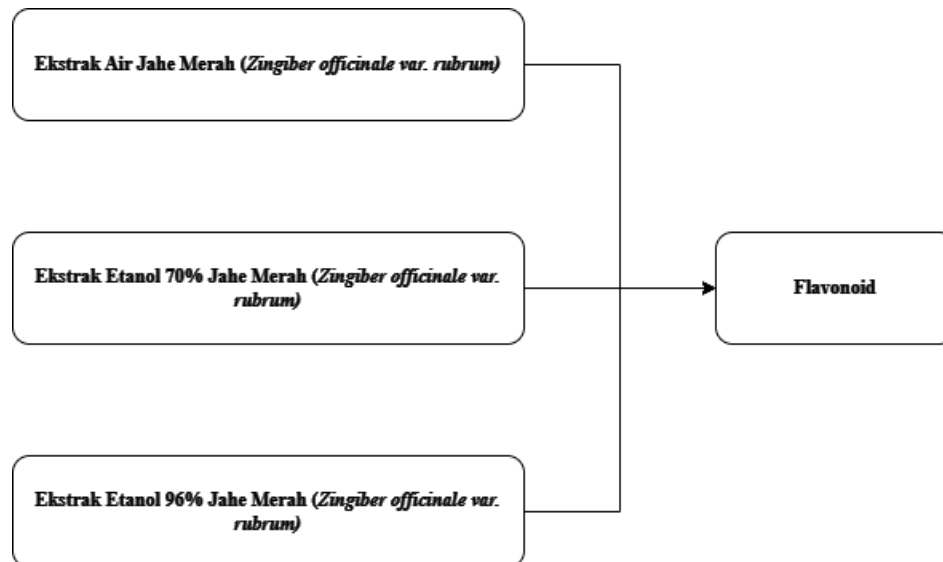 Ekstrak Air Jahe Merah (Zingiber officinale var. rubrum)
Ekstrak Etanol 70% Jahe Merah (Zingiber officinale var.
rubrum)
Flavonoid
Ekstrak Etanol 96% Jahe Merah (Zingiber officinale var.
rubrum)